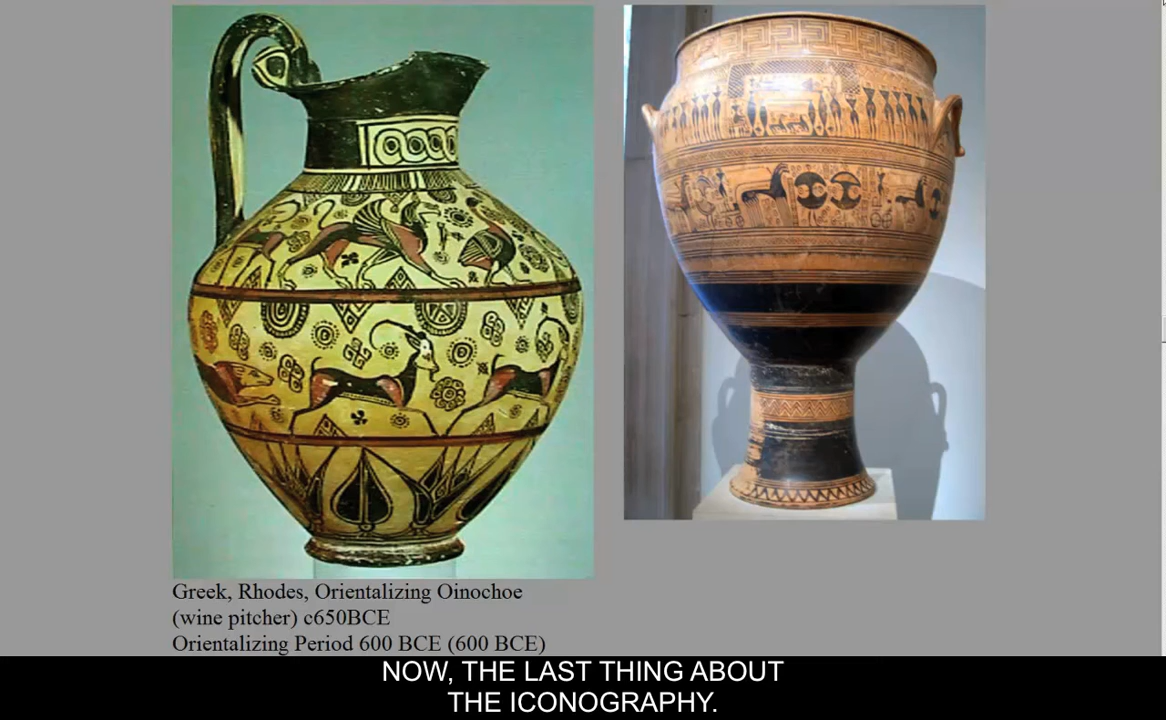 Greek, Rhodes, Orientalizing Oinochoe
(wine pitcher) c650BCE
Orientalizing Period 600 BCE (600 BCE)
NOW, THE LAST THING ABOUT
THE ICONOGRAPHY.